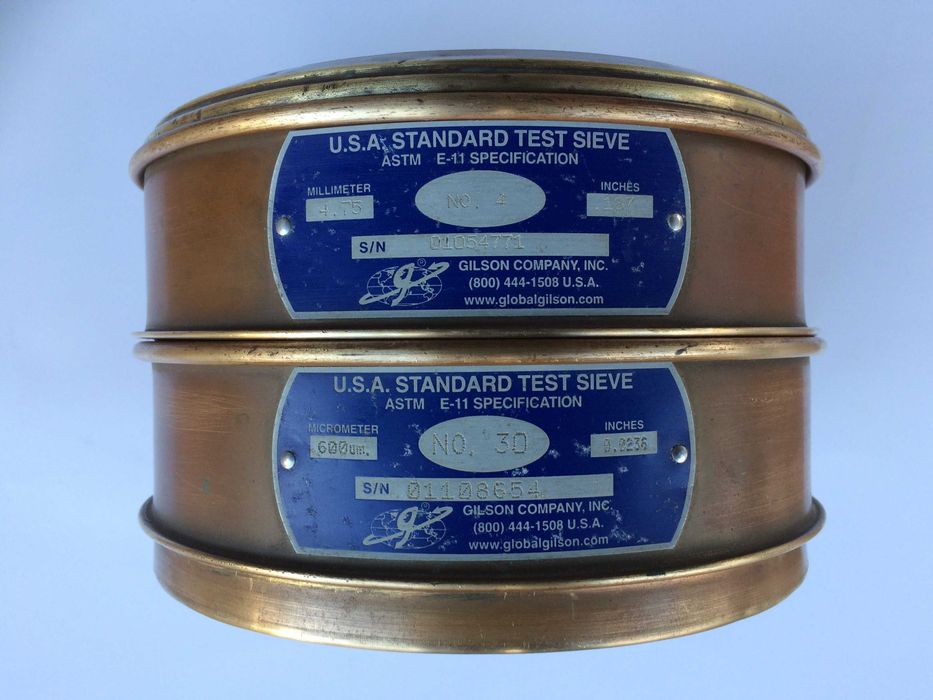 U.S.A. STANDARD TEST SIEVE
ASTM E-11 SPECIFICATION
MILLIMETER
4.75
NO. 4
INCHES
.187
S/N 01054771
GILSON COMPANY, INC.
(800) 444-1508 U.S.A.
www.globalgilson.com
U.S.A. STANDARD TEST SIEVE
ASTM E-11 SPECIFICATION
MICROMETER
600um.
NO. 30
INCHES
0.0236
S/N 01108654
GILSON COMPANY, INC.
(800) 444-1508 U.S.A.
www.globalgilson.com